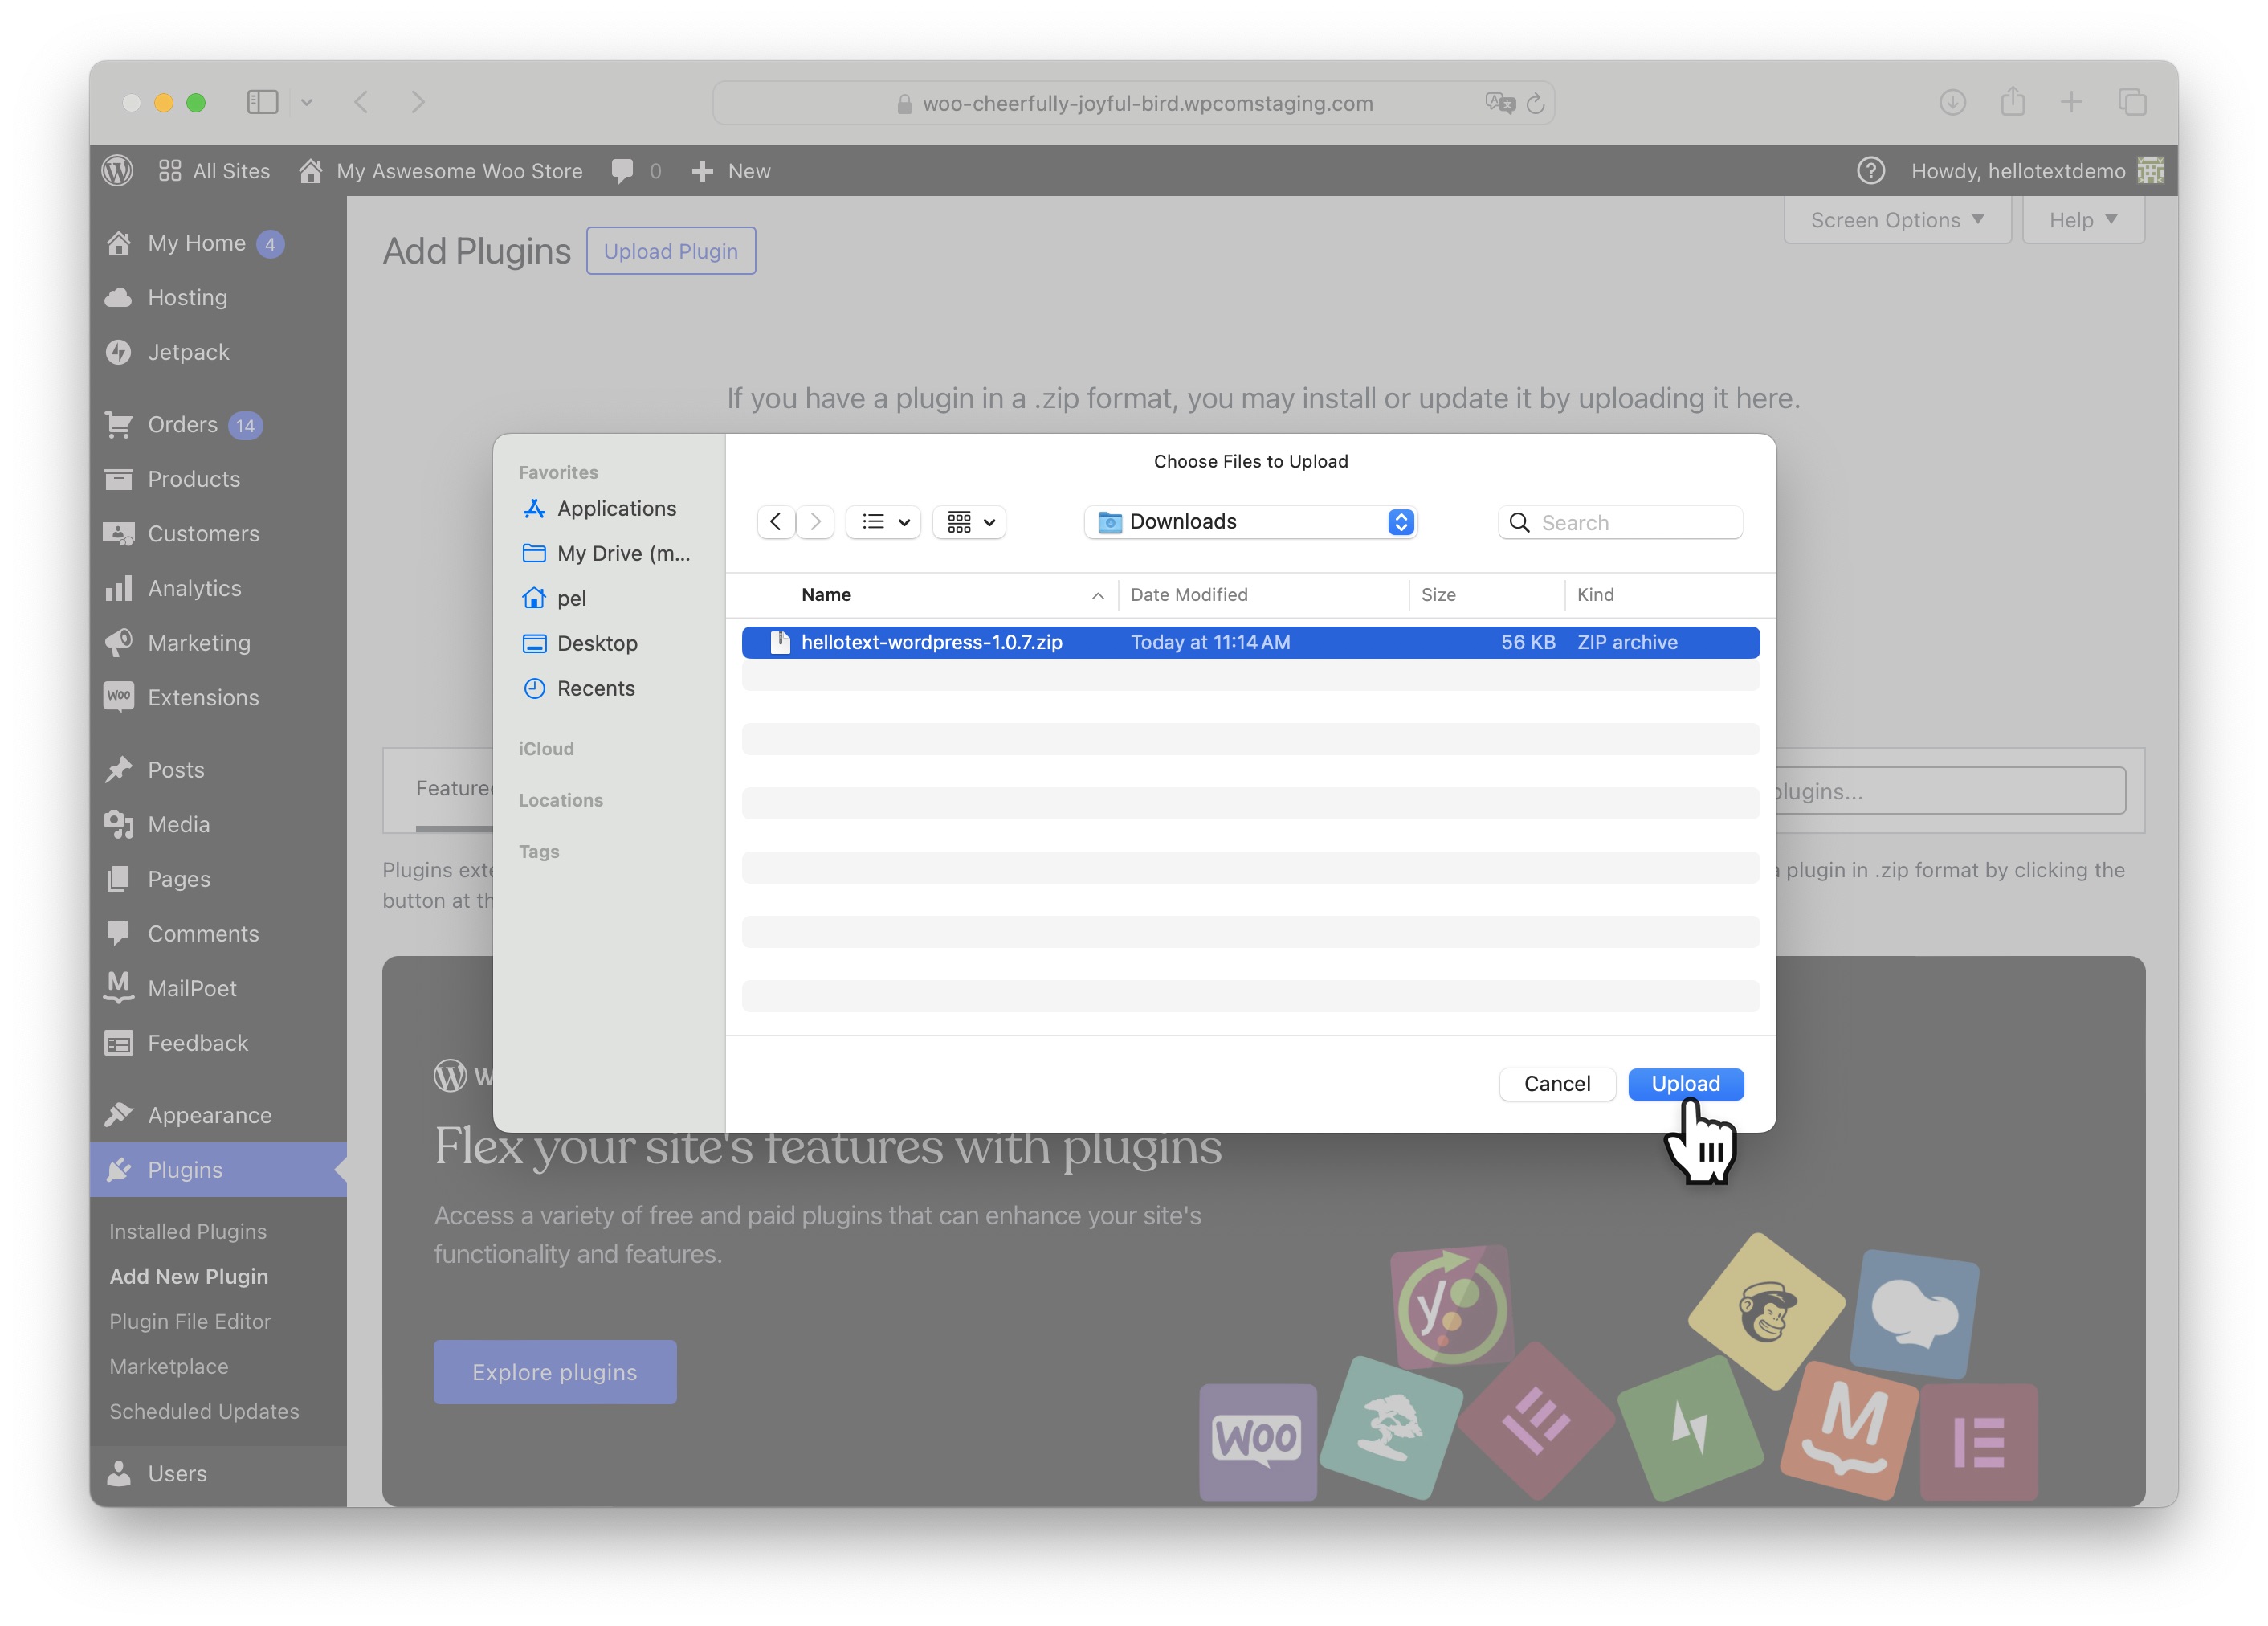 woo-cheerfully-joyful-bird.wpcomstaging.com
All Sites
My Aswesome Woo Store
0
New
Howdy, hellotextdemo
My Home 4
Hosting
Jetpack
Orders 14
Products
Customers
Analytics
Marketing
Woo Extensions
Posts
Media
Pages
Comments
MailPoet
Feedback
Appearance
Plugins
Installed Plugins
Add New Plugin
Plugin File Editor
Marketplace
Scheduled Updates
Users
Add Plugins
Upload Plugin
Screen Options
Help
If you have a plugin in a .zip format, you may install or update it by uploading it here.
Favorites
Applications
My Drive (m...
pel
Desktop
Recents
iCloud
Locations
Tags
Choose Files to Upload
Downloads
Search
Name Date Modified Size Kind
hellotext-wordpress-1.0.7.zip Today at 11:14 AM 56 KB ZIP archive
Cancel
Upload
plugins...
Plugins
a plugin in .zip format by clicking the
button at
Flex your site's features with plugins
Access a variety of free and paid plugins that can enhance your site's
functionality and features.
Explore plugins
Woo